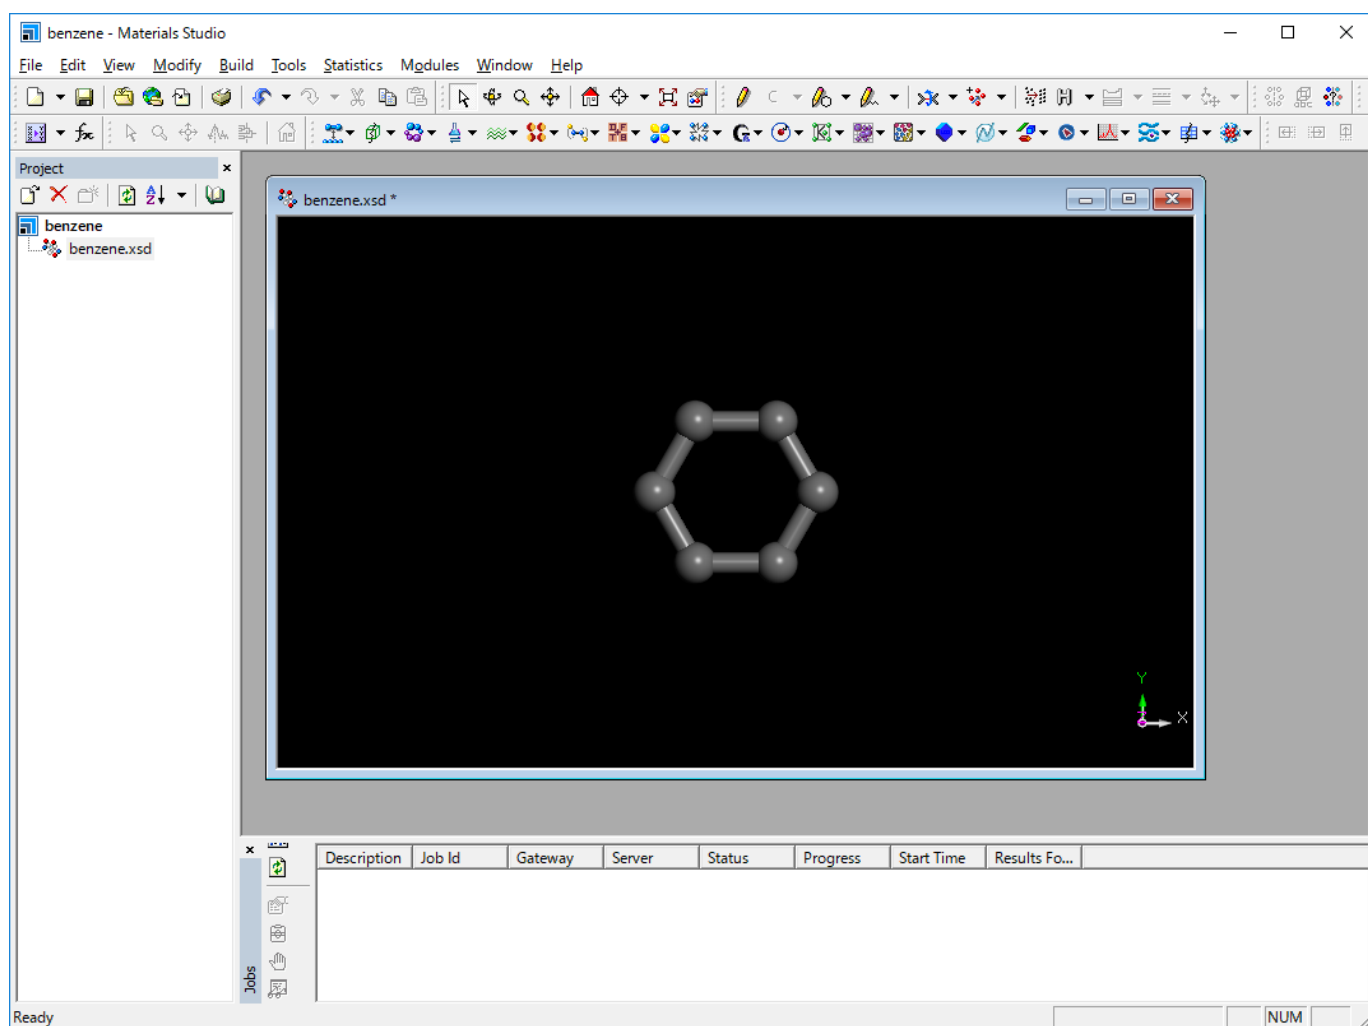 benzene - Materials Studio
File Edit View Modify Build Tools Statistics Modules Window Help
Project
benzene.xsd *
benzene
benzene.xsd
Y
X
Description Job Id Gateway Server Status Progress Start Time Results Fo...
Jobs
Ready
NUM